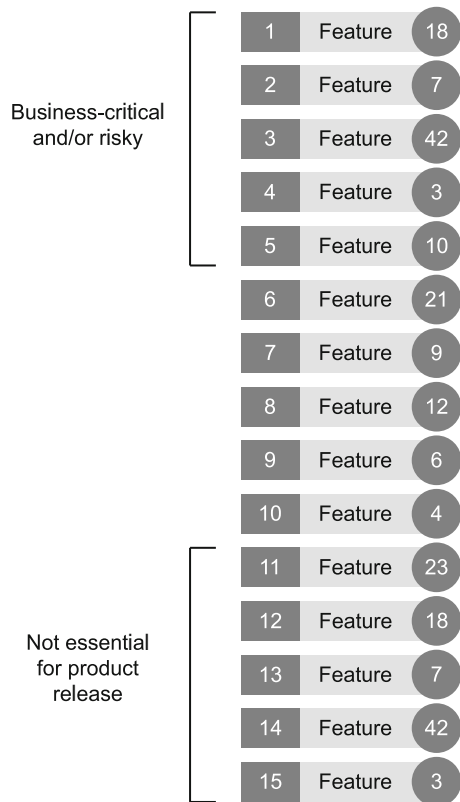 1 Feature 18
2 Feature 7
Business-critical
and/or risky
3 Feature 42
4 Feature 3
5 Feature 10
6 Feature 21
7 Feature 9
8 Feature 12
9 Feature 6
10 Feature 4
11 Feature 23
12 Feature 18
Not essential
for product
release
13 Feature 7
14 Feature 42
15 Feature 3